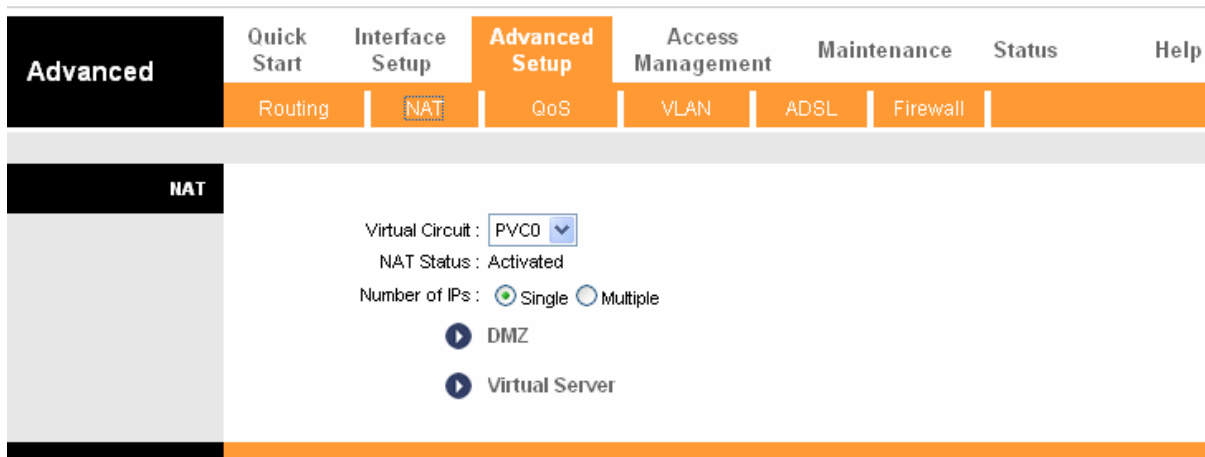 Advanced
Quick Start
Interface Setup
Advanced Setup
Access Management
Maintenance
Status
Help
Routing
NAT
QoS
VLAN
ADSL
Firewall
NAT
Virtual Circuit : PVC0
NAT Status : Activated
Number of IPs : Single Multiple
DMZ
Virtual Server